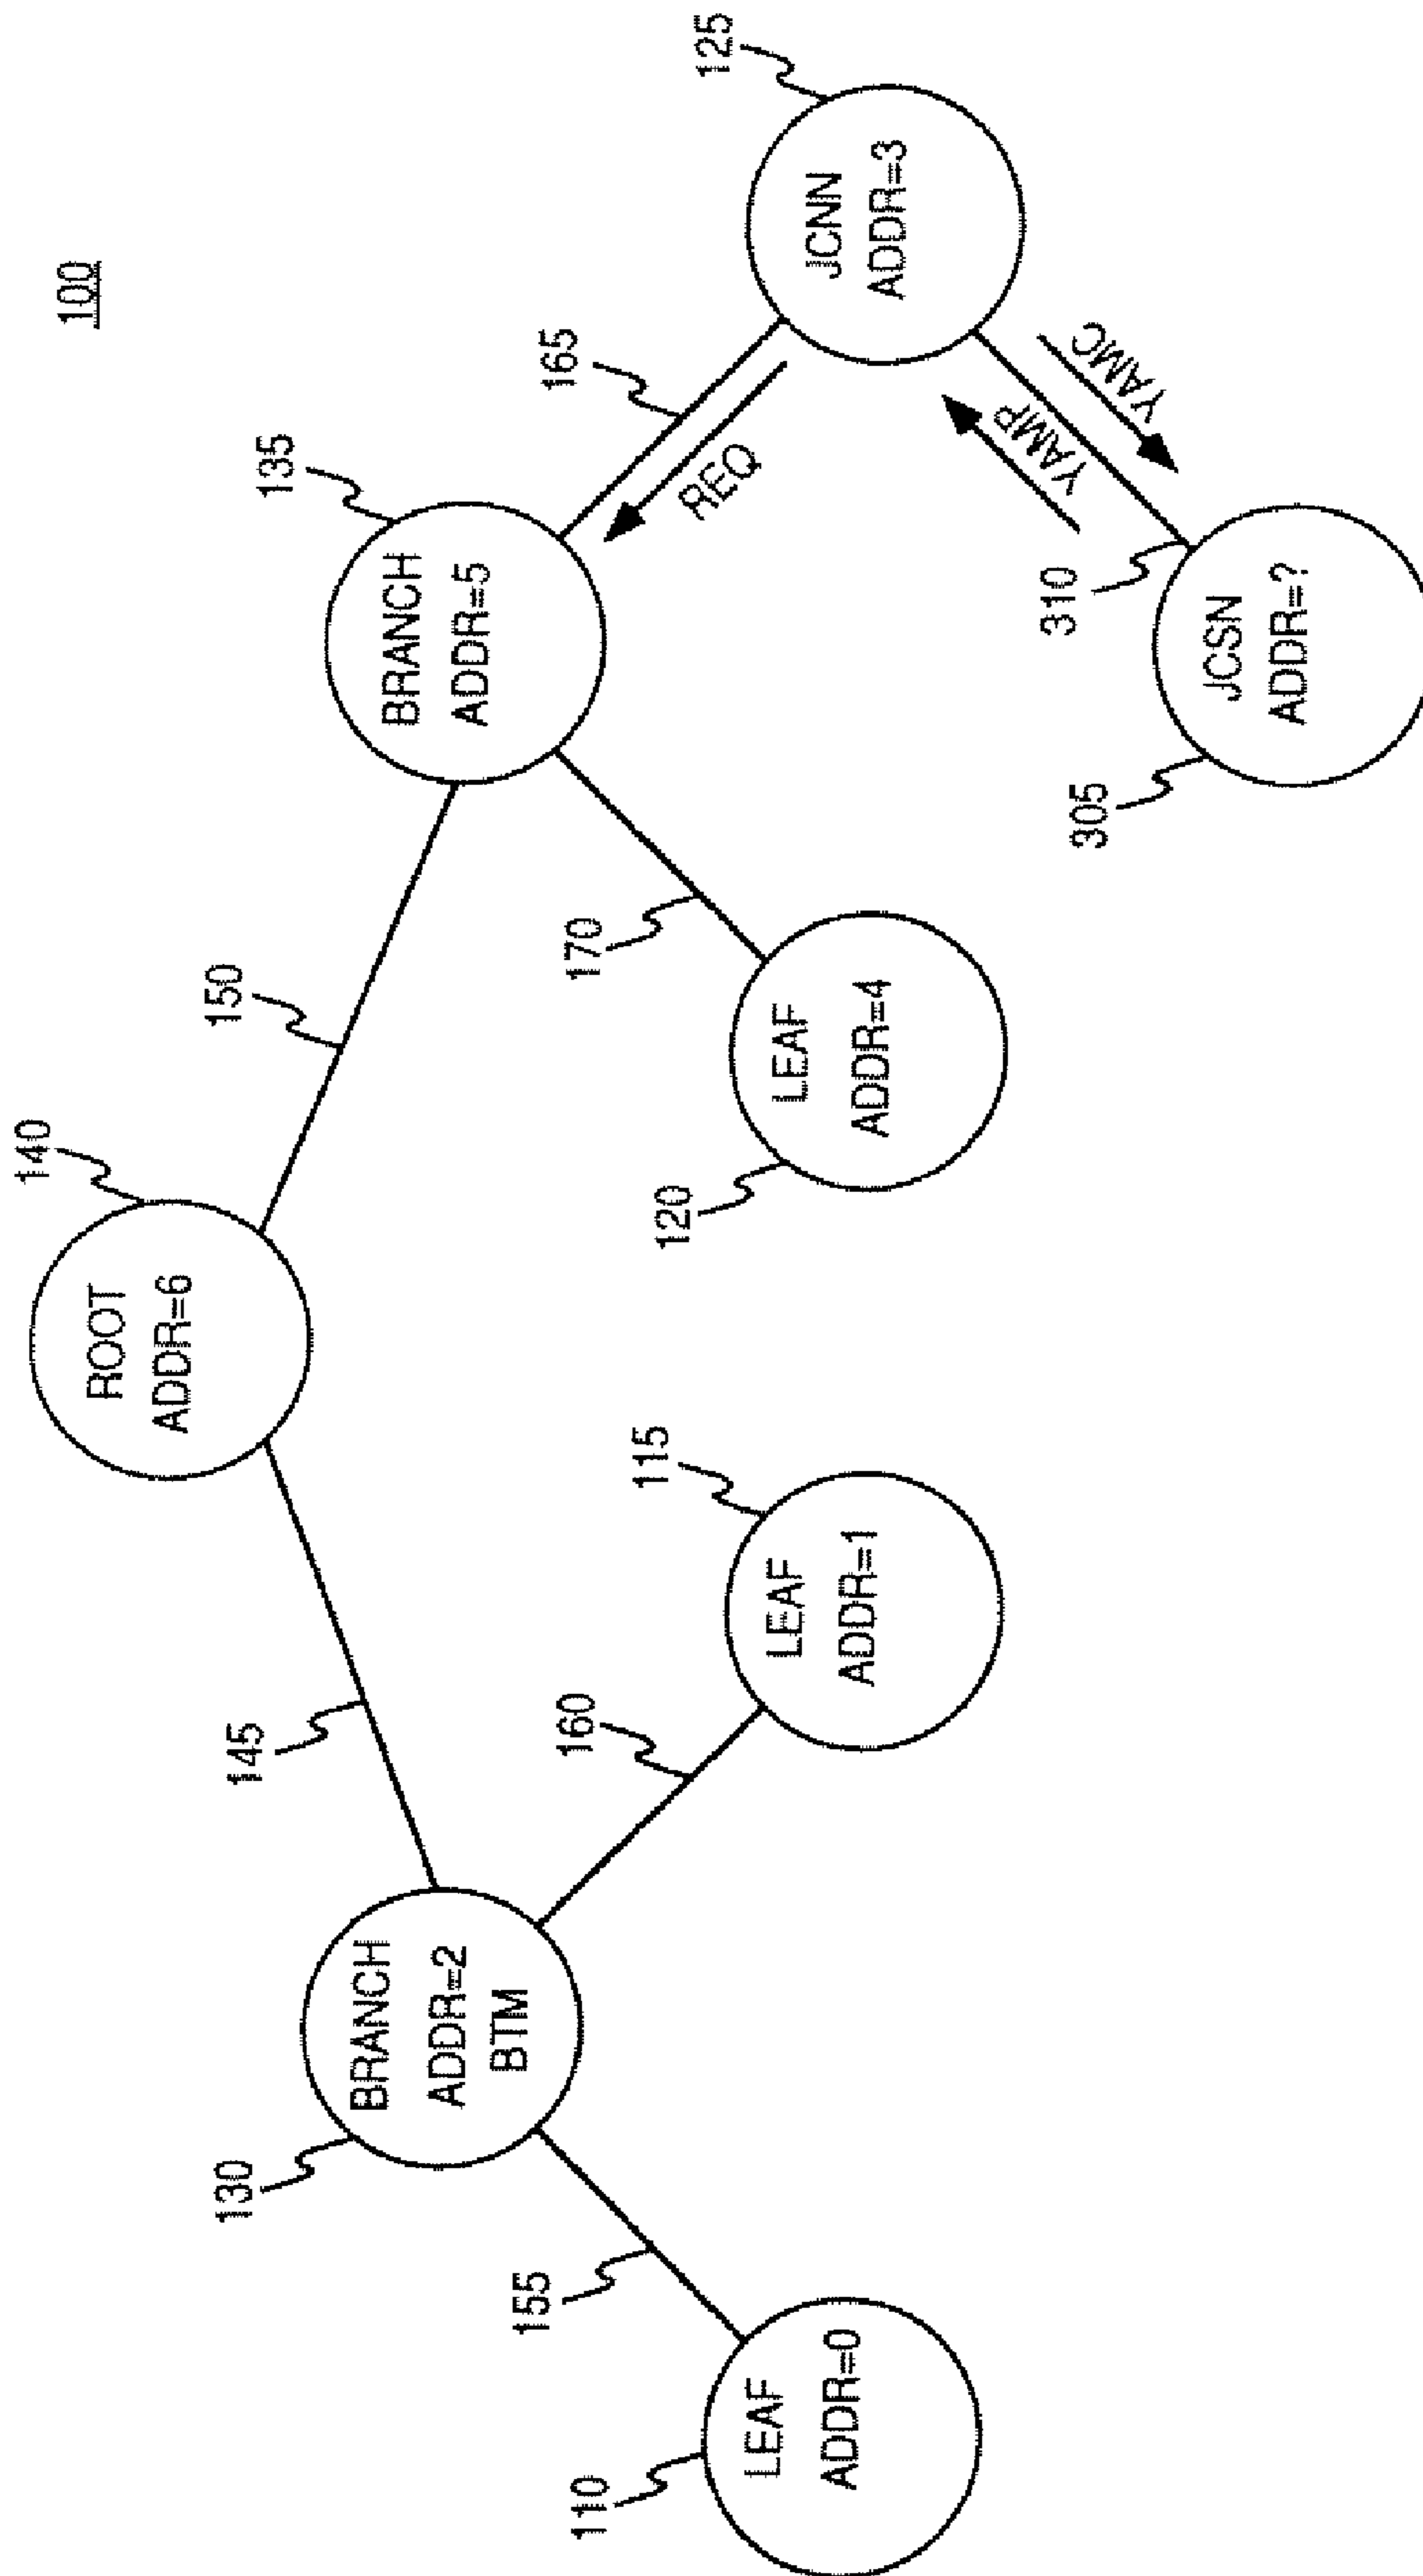 100
140
ROOT
ADDR=6
145
150
130
BRANCH
ADDR=2
BTM
135
BRANCH
ADDR=5
155
160
170
165
REQ
110
LEAF
ADDR=0
115
LEAF
ADDR=1
120
LEAF
ADDR=4
125
JCNN
ADDR=3
YAMP
YAMC
310
305
JCSN
ADDR=?